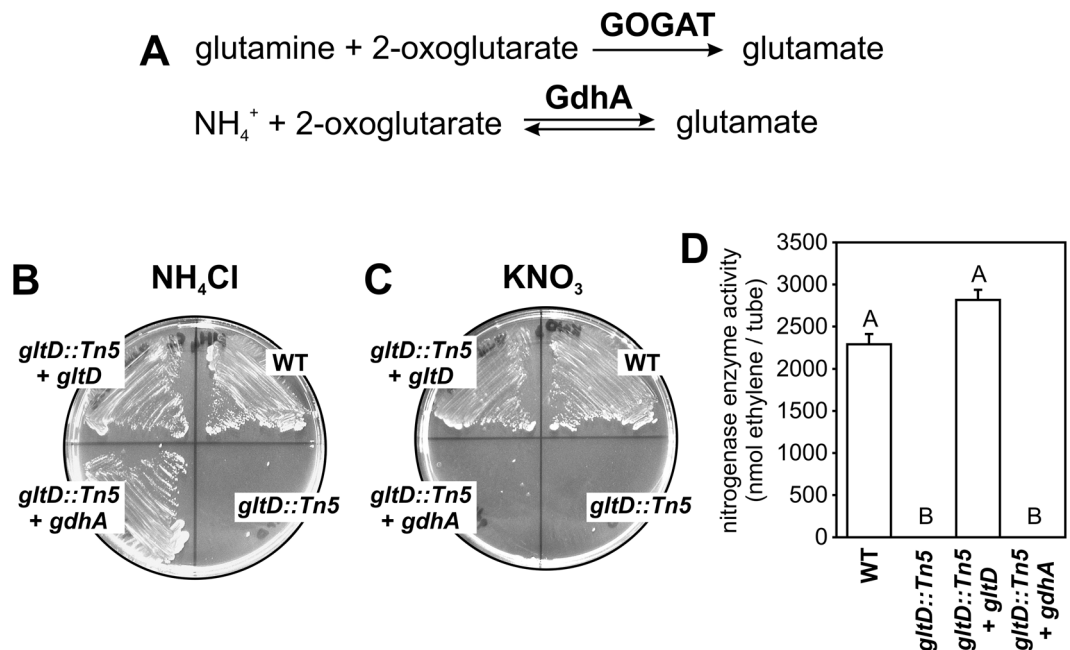 A
GOGAT
glutamine + 2-oxoglutarate glutamate
GdhA
NH₄⁺ + 2-oxoglutarate glutamate
B
NH₄Cl
gltD::Tn5
+ gltD
WT
gltD::Tn5
+ gdhA
gltD::Tn5
C
KNO₃
gltD::Tn5
+ gltD
WT
gltD::Tn5
+ gdhA
gltD::Tn5
D
nitrogenase enzyme activity
(nmol ethylene / tube)
3500
3000
2500
2000
1500
1000
500
0
A
B
A
B
WT
gltD::Tn5
gltD::Tn5
+ gltD
gltD::Tn5
+ gdhA